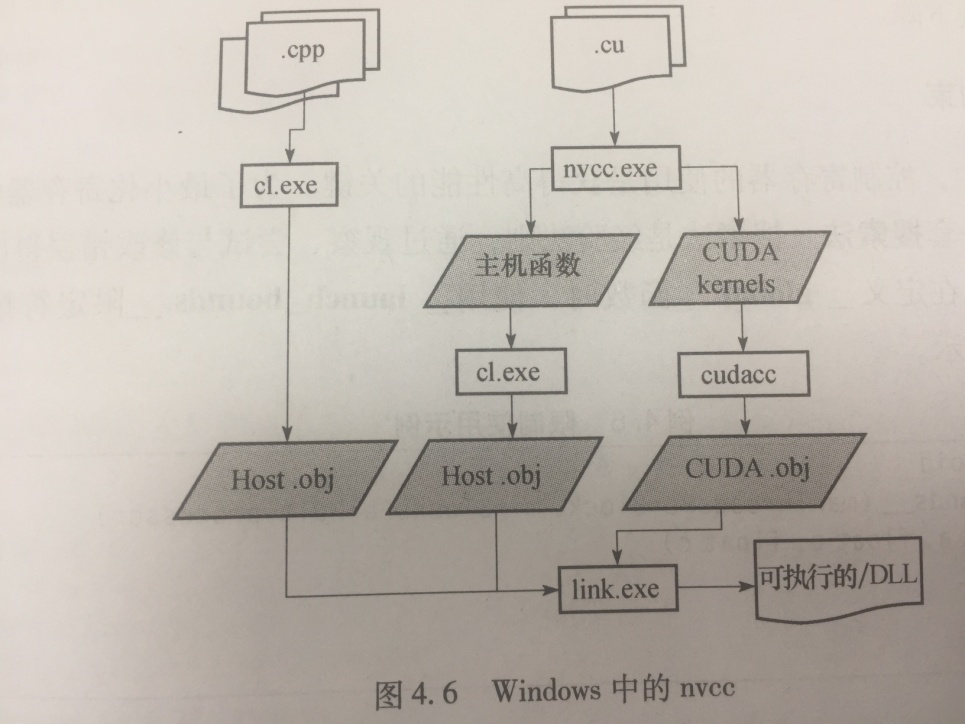 .cpp
.cu
cl.exe
nvcc.exe
主机函数
CUDA
kernels
cl.exe
cudacc
Host .obj
Host .obj
CUDA .obj
link.exe
可执行的/DLL
图 4.6 Windows 中的 nvcc